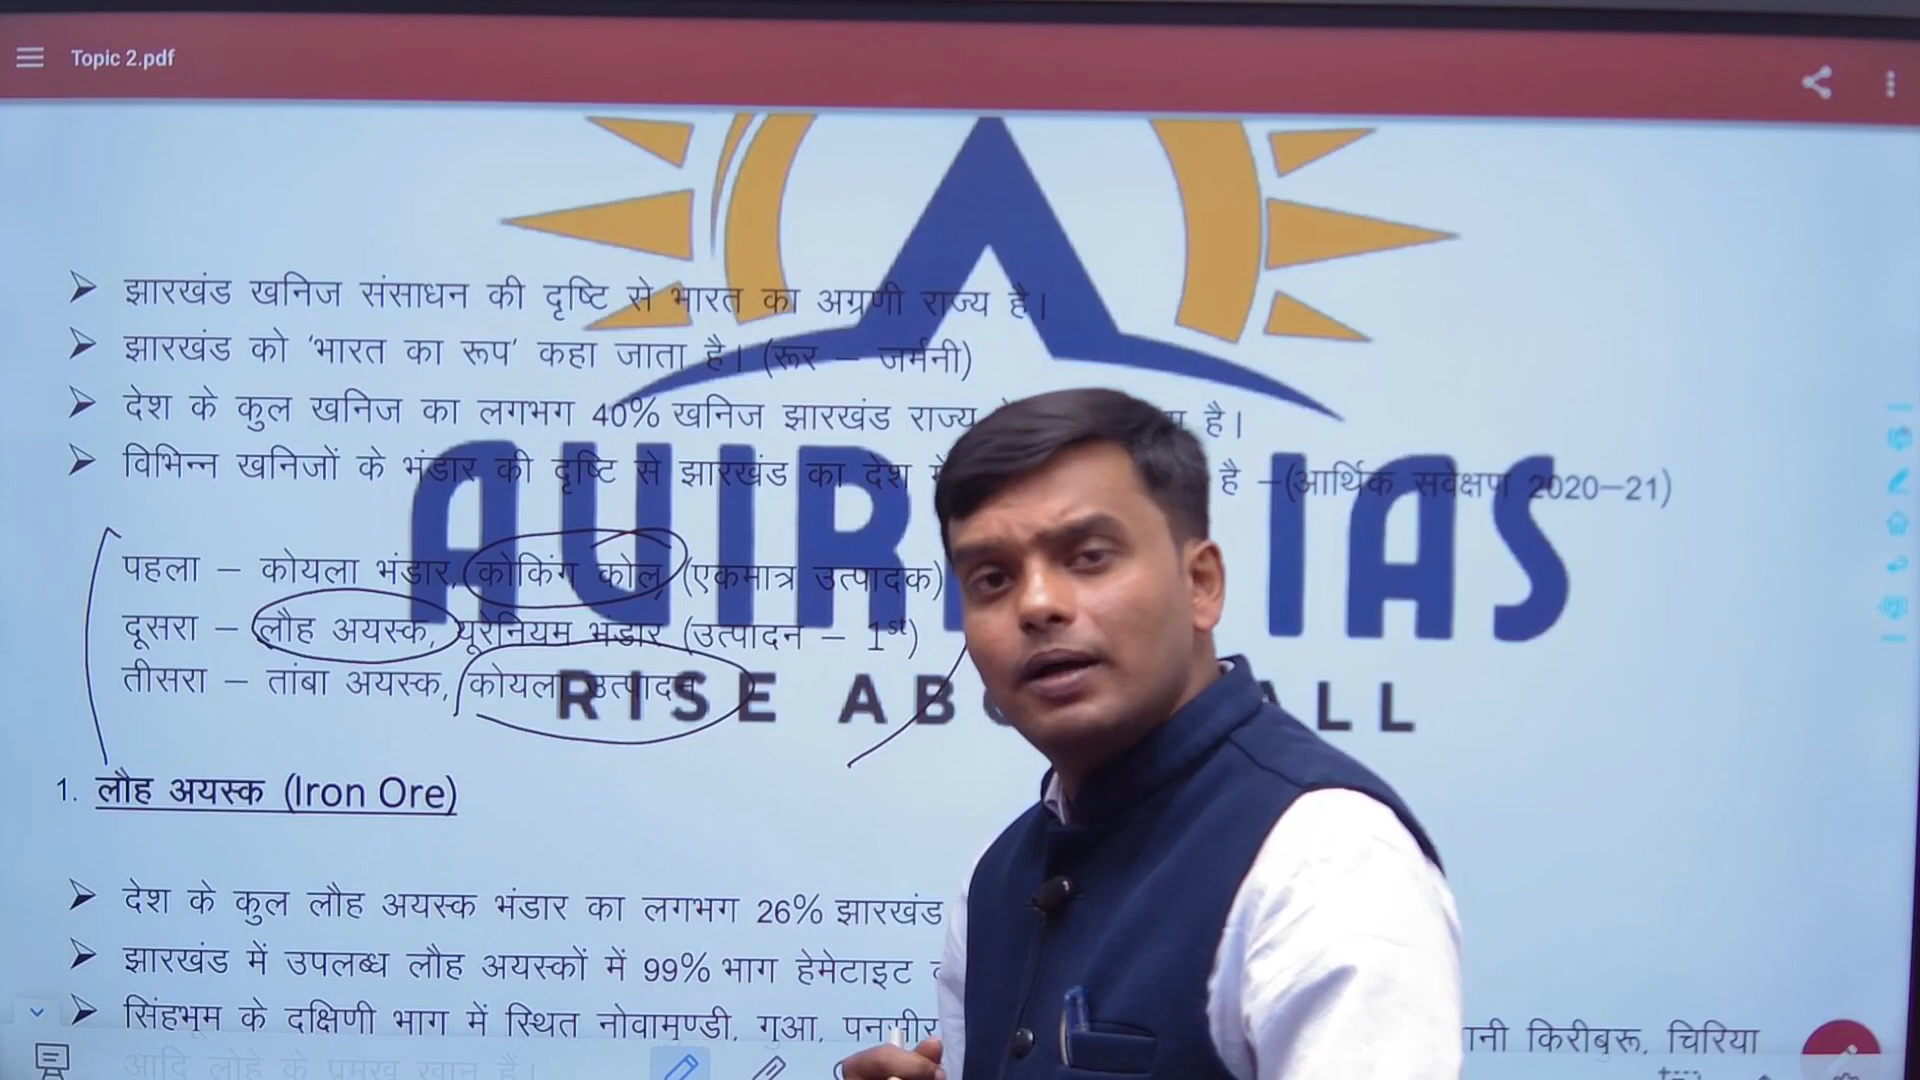 Topic 2.pdf
➢ झारखंड खनिज संसाधन की दृष्टि से भारत का अग्रणी राज्य है।
➢ झारखंड को 'भारत का रूप' कहा जाता है। (रूर – जर्मनी)
➢ देश के कुल खनिज का लगभग 40% खनिज झारखंड राज्य है।
➢ विभिन्न खनिजों के भंडार की दृष्टि से झारखंड का देश है –(आर्थिक सर्वेक्षण 2020–21)
IAS
पहला – कोयला भंडार, कोकिंग कोल, (एकमात्र उत्पादक)
दूसरा – लौह अयस्क, यूरेनियम भंडार (उत्पादन – 1st)
तीसरा – तांबा अयस्क, कोयला उत्पादन
RISE
1. लौह अयस्क (Iron Ore)
➢ देश के कुल लौह अयस्क भंडार का लगभग 26% झारखंड
➢ झारखंड में उपलब्ध लौह अयस्कों में 99% भाग हेमेटाइट
➢ सिंहभूम के दक्षिणी भाग में स्थित नोवामुण्डी, गुआ, किरीबुरू, चिरिया
आदि लोहे के प्रमुख खान हैं।